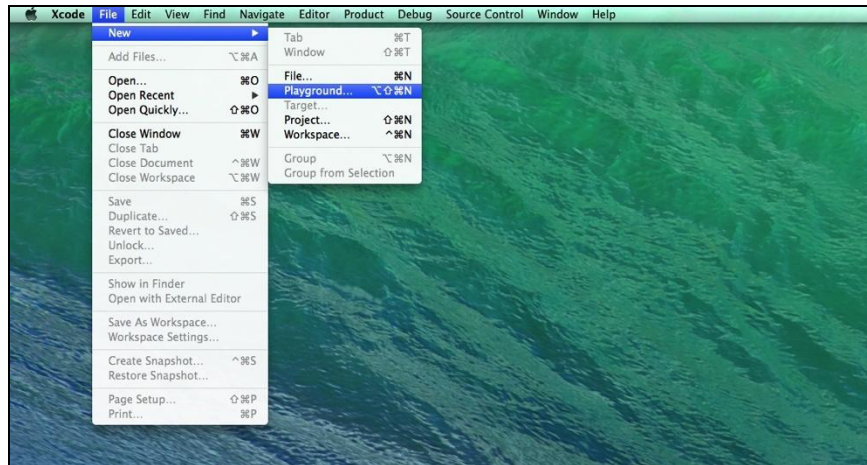 Xcode File Edit View Find Navigate Editor Product Debug Source Control Window Help
New ▶
Add Files... ⌥⌘A
Open... ⌘O
Open Recent ▶
Open Quickly... ⇧⌘O
Close Window ⌘W
Close Tab
Close Document ^⌘W
Close Workspace ⌥⌘W
Save ⌘S
Duplicate... ⇧⌘S
Revert to Saved...
Unlock...
Export...
Show in Finder
Open with External Editor
Save As Workspace...
Workspace Settings...
Create Snapshot... ^⌘S
Restore Snapshot...
Page Setup... ⇧⌘P
Print... ⌘P
Tab ⌘T
Window ⇧⌘T
File... ⌘N
Playground... ⌥⇧⌘N
Target...
Project... ⇧⌘N
Workspace... ^⌘N
Group ⌥⌘N
Group from Selection